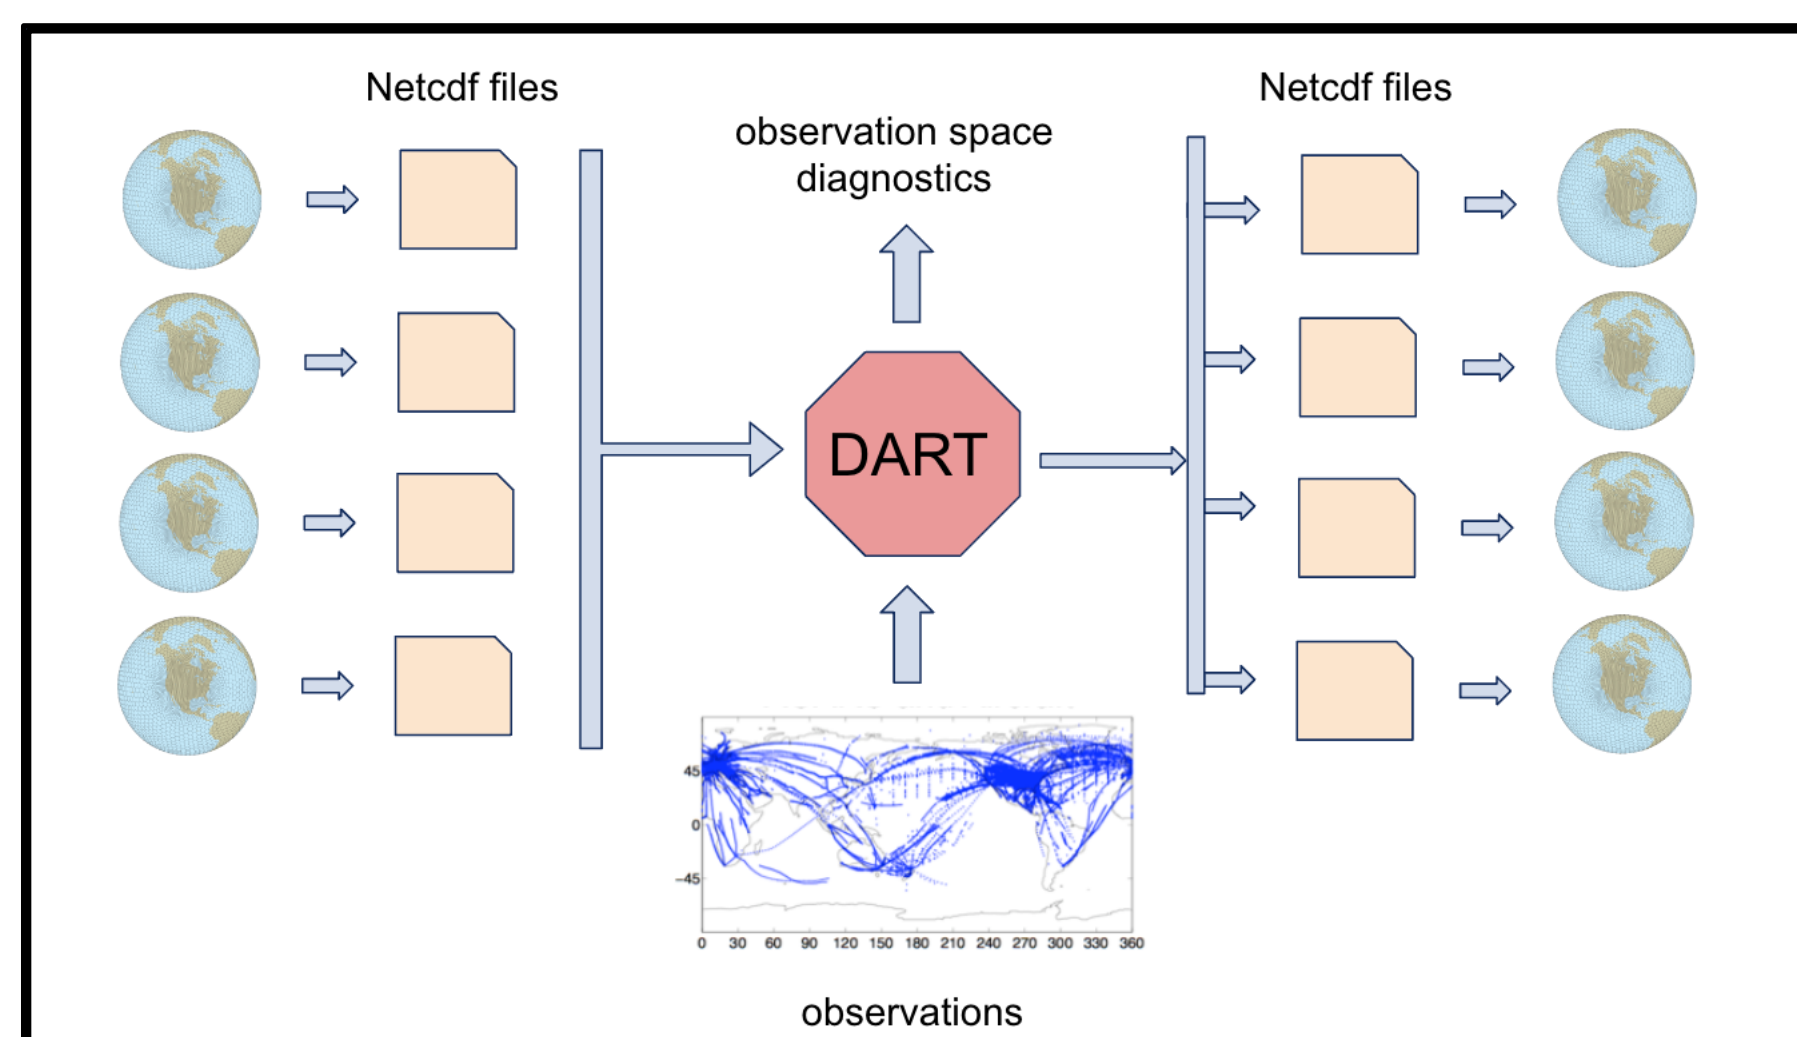 Netcdf files
Netcdf files
observation space
diagnostics
DART
45
0
−45
0 30 60 90 120 150 180 210 240 270 300 330 360
observations